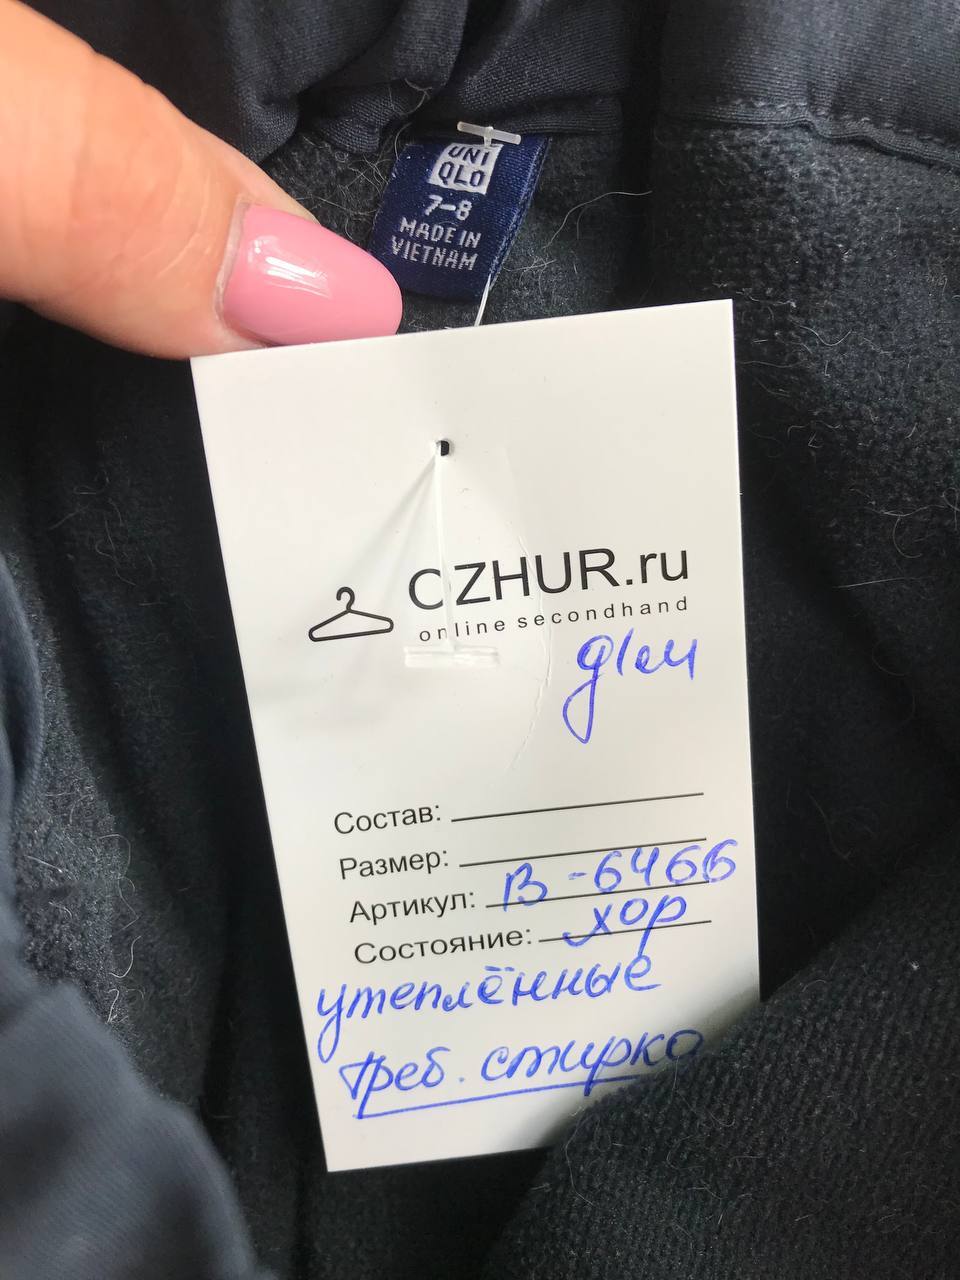 UNI
QLO
7-8
MADE IN
VIETNAM
OZHUR.ru
online secondhand
д/м
Состав:
Размер:
Артикул: В-6466
Состояние: хор
утеплённые
треб. стирка